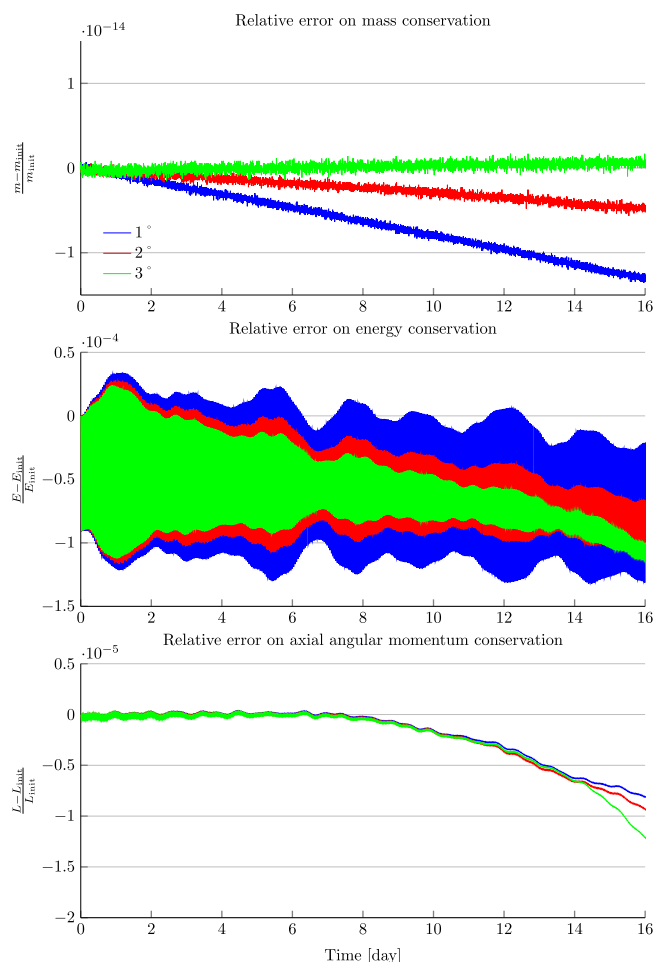 Relative error on mass conservation
·10⁻¹⁴
1
0
−1
m−m_init / m_init
1°
2°
3°
0 2 4 6 8 10 12 14 16
Relative error on energy conservation
·10⁻⁴
0.5
0
−0.5
−1
−1.5
E−E_init / E_init
0 2 4 6 8 10 12 14 16
Relative error on axial angular momentum conservation
·10⁻⁵
0.5
0
−0.5
−1
−1.5
−2
L−L_init / L_init
0 2 4 6 8 10 12 14 16
Time [day]